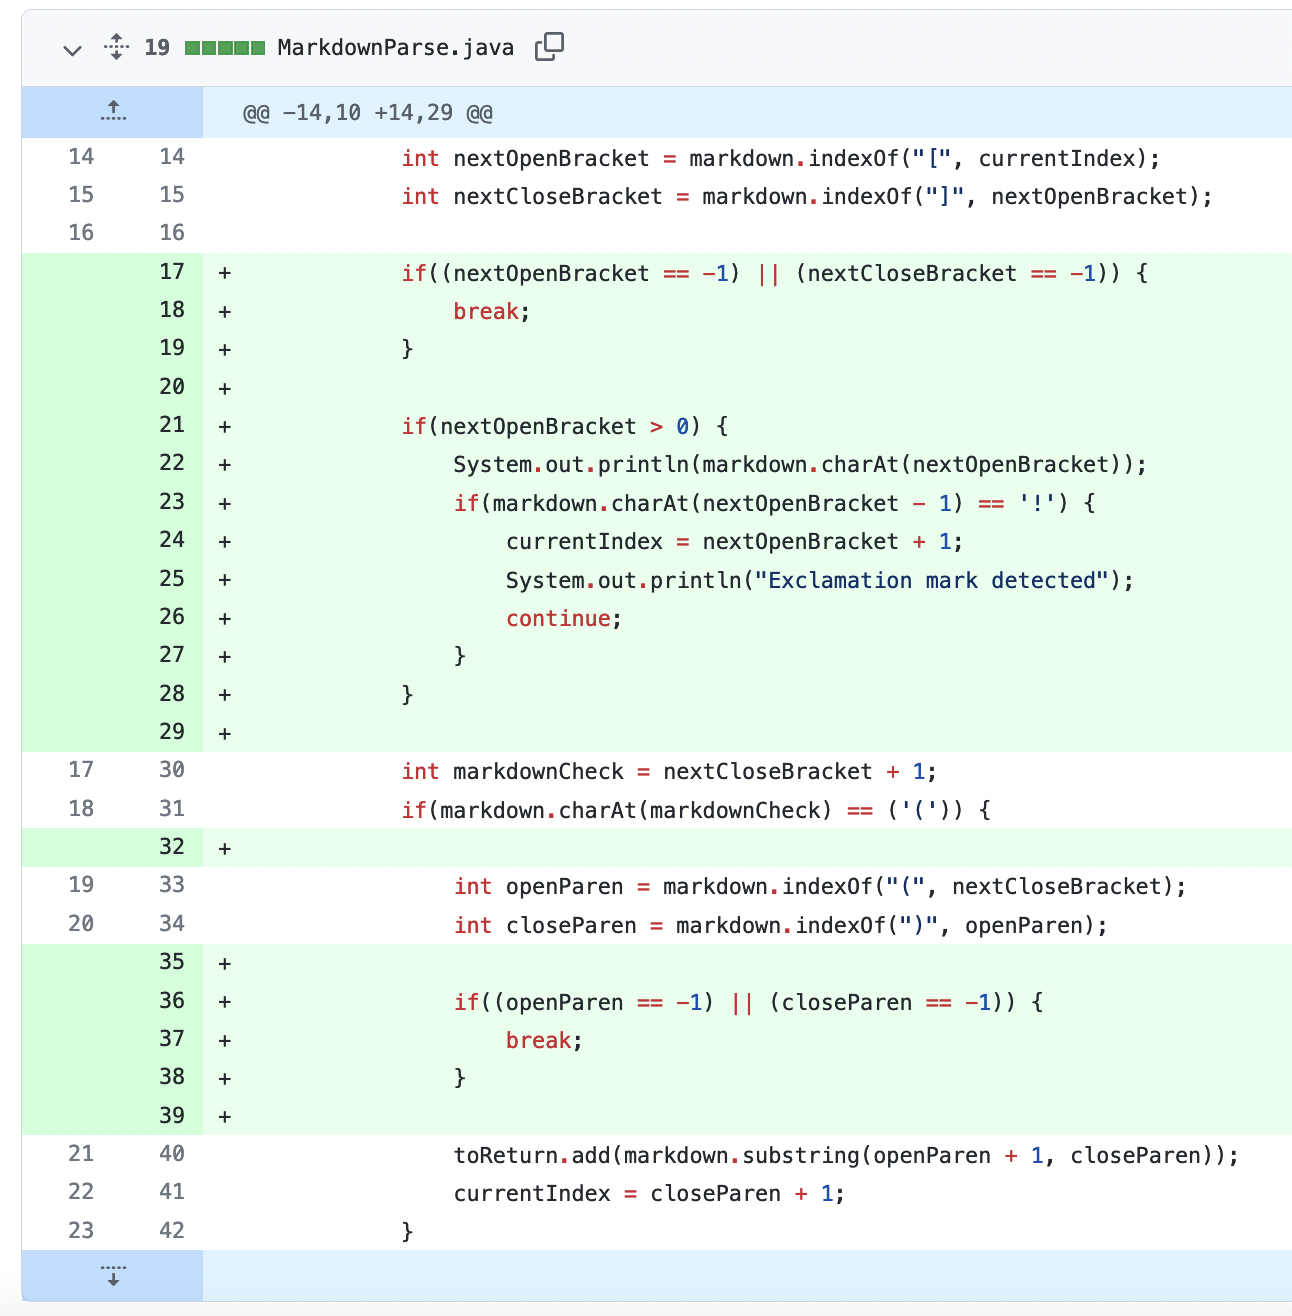 19 MarkdownParse.java
@@ -14,10 +14,29 @@
14 14 int nextOpenBracket = markdown.indexOf("[", currentIndex);
15 15 int nextCloseBracket = markdown.indexOf("]", nextOpenBracket);
16 16
17 + if((nextOpenBracket == -1) || (nextCloseBracket == -1)) {
18 + break;
19 + }
20 +
21 + if(nextOpenBracket > 0) {
22 + System.out.println(markdown.charAt(nextOpenBracket));
23 + if(markdown.charAt(nextOpenBracket - 1) == '!') {
24 + currentIndex = nextOpenBracket + 1;
25 + System.out.println("Exclamation mark detected");
26 + continue;
27 + }
28 + }
29 +
17 30 int markdownCheck = nextCloseBracket + 1;
18 31 if(markdown.charAt(markdownCheck) == ('(')) {
32 +
19 33 int openParen = markdown.indexOf("(", nextCloseBracket);
20 34 int closeParen = markdown.indexOf(")", openParen);
35 +
36 + if((openParen == -1) || (closeParen == -1)) {
37 + break;
38 + }
39 +
21 40 toReturn.add(markdown.substring(openParen + 1, closeParen));
22 41 currentIndex = closeParen + 1;
23 42 }